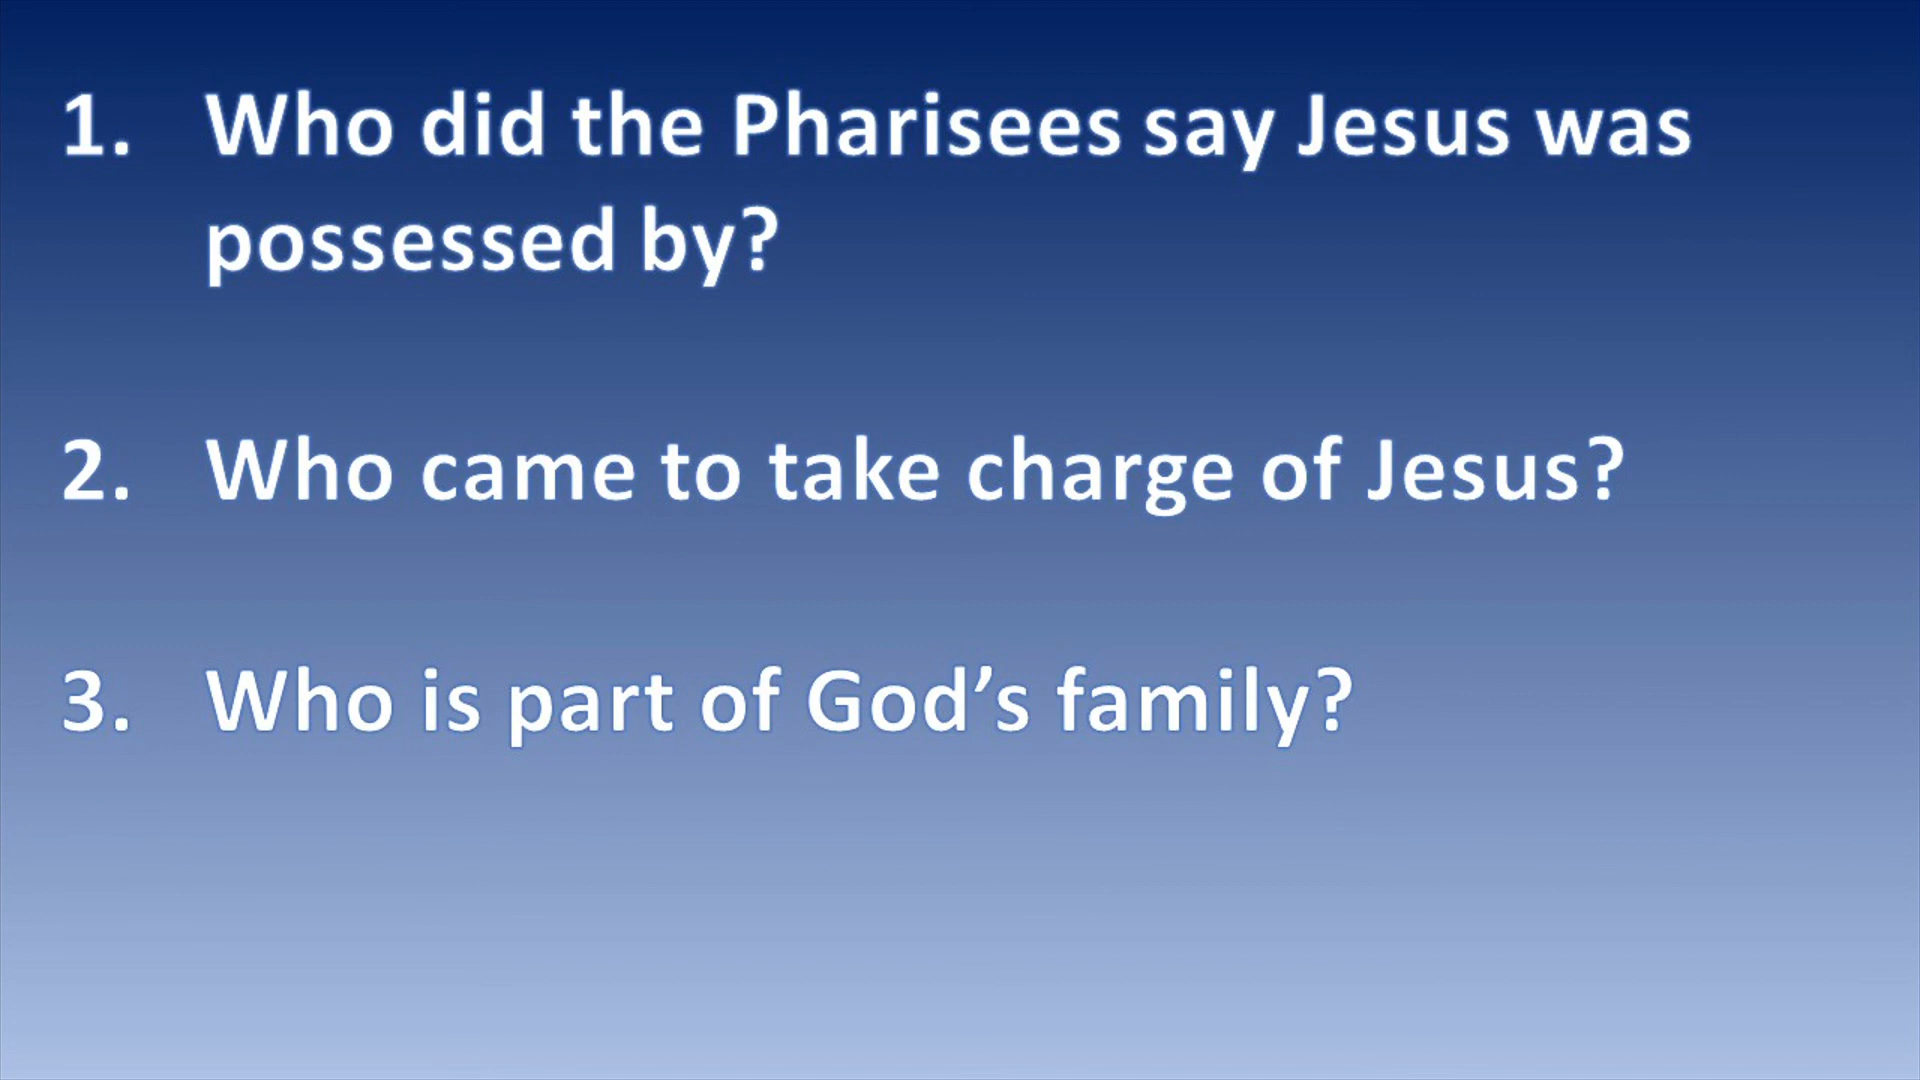 1. Who did the Pharisees say Jesus was
possessed by?
2. Who came to take charge of Jesus?
3. Who is part of God’s family?